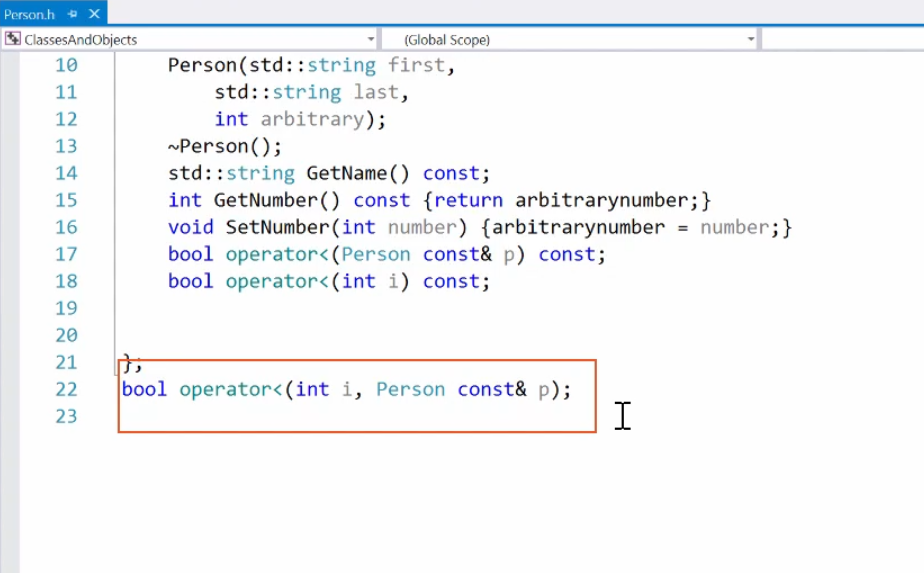 Person.h
ClassesAndObjects (Global Scope)
10 Person(std::string first,
11 std::string last,
12 int arbitrary);
13 ~Person();
14 std::string GetName() const;
15 int GetNumber() const {return arbitrarynumber;}
16 void SetNumber(int number) {arbitrarynumber = number;}
17 bool operator<(Person const& p) const;
18 bool operator<(int i) const;
19
20
21 };
22 bool operator<(int i, Person const& p);
23